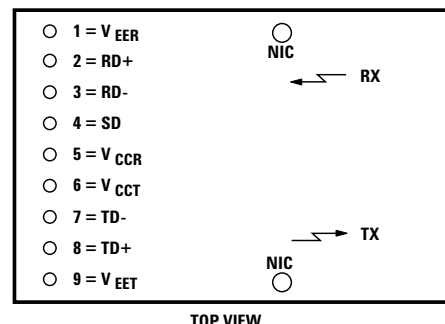 1 = V EER
2 = RD+
3 = RD-
4 = SD
5 = V CCR
6 = V CCT
7 = TD-
8 = TD+
9 = V EET
NIC
RX
TX
NIC
TOP VIEW